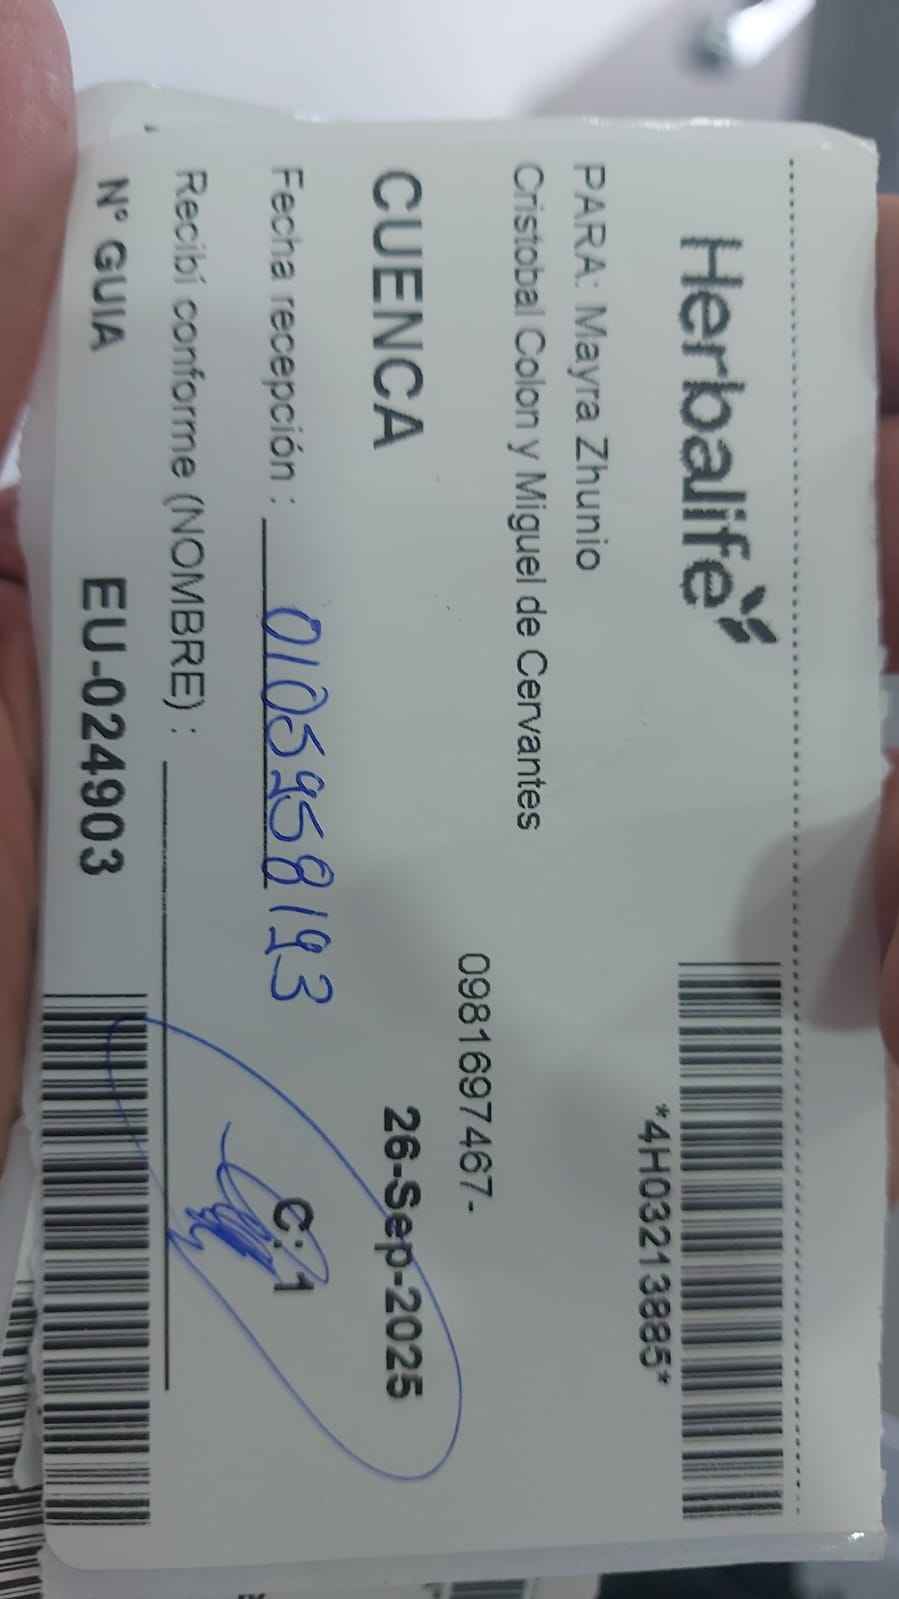 Herbalife
*4H03213885*
PARA: Mayra Zhunio
Cristobal Colon y Miguel de Cervantes
0981697467-
CUENCA
26-Sep-2025
Fecha recepción : 0105958193
C: 1
Recibí conforme (NOMBRE) :
N° GUIA
EU-024903